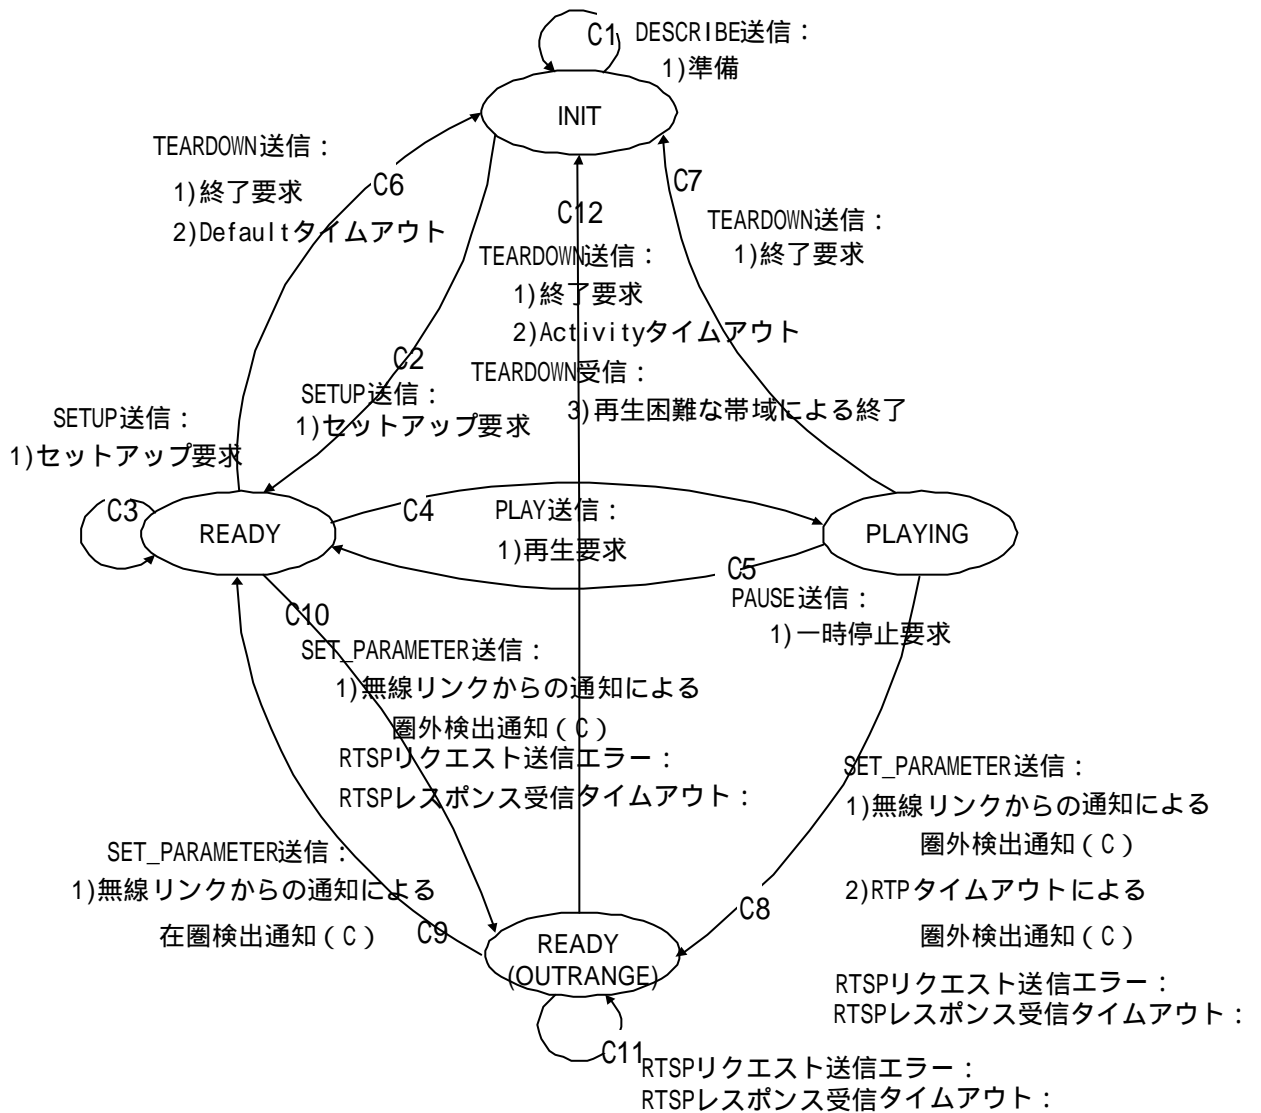 C1
DESCRIBE送信：
1)準備
INIT
TEARDOWN送信：
1)終了要求
2)Defaultタイムアウト
C6
C7
C12
TEARDOWN送信：
1)終了要求
TEARDOWN送信：
1)終了要求
2)Activityタイムアウト
TEARDOWN受信：
3)再生困難な帯域による終了
C2
SETUP送信：
1)セットアップ要求
SETUP送信：
1)セットアップ要求
C3
READY
C4
PLAY送信：
1)再生要求
PLAYING
C5
PAUSE送信：
1)一時停止要求
C10
SET_PARAMETER送信：
1)無線リンクからの通知による
圏外検出通知（C）
RTSPリクエスト送信エラー：
RTSPレスポンス受信タイムアウト：
SET_PARAMETER送信：
1)無線リンクからの通知による
圏外検出通知（C）
2)RTPタイムアウトによる
圏外検出通知（C）
RTSPリクエスト送信エラー：
RTSPレスポンス受信タイムアウト：
SET_PARAMETER送信：
1)無線リンクからの通知による
在圏検出通知（C）
C9
C8
READY
(OUTRANGE)
C11
RTSPリクエスト送信エラー：
RTSPレスポンス受信タイムアウト：